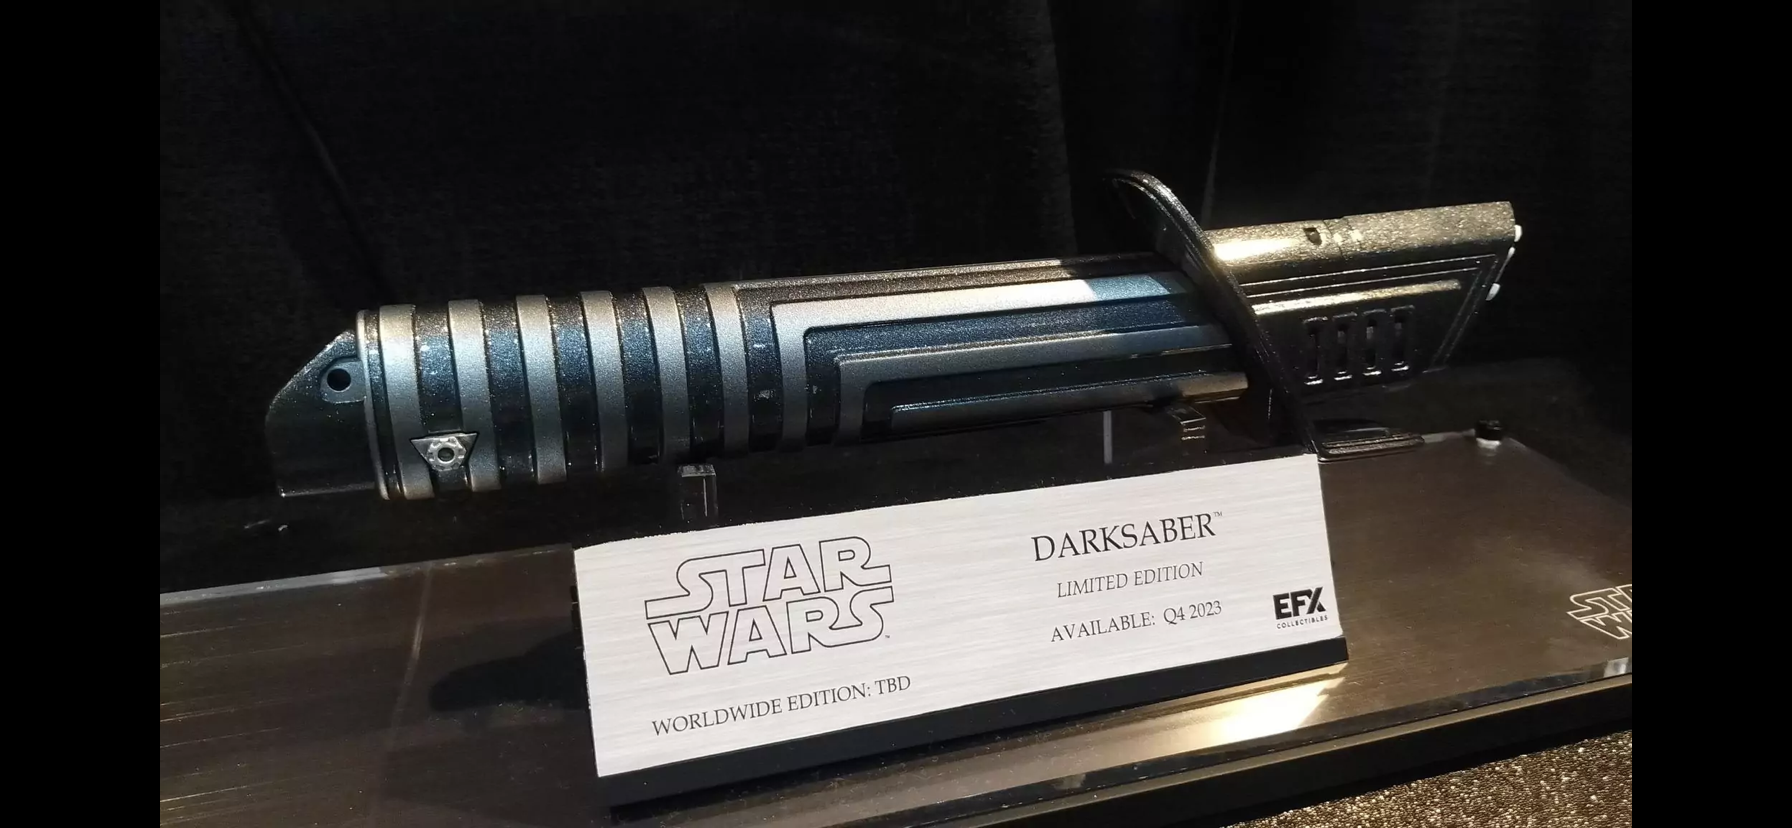 STAR
WARS
WORLDWIDE EDITION: TBD
DARKSABER™
LIMITED EDITION
AVAILABLE: Q4 2023
EFX
COLLECTIBLES